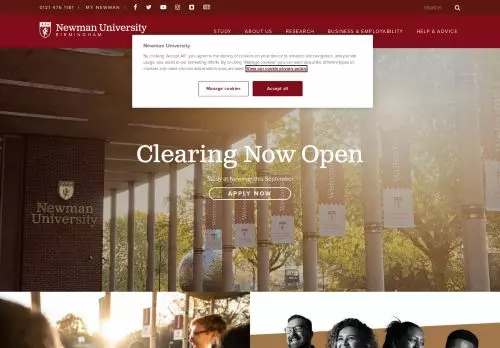 0121 476 1181 | MY NEWMAN |
SEARCH
Newman University
BIRMINGHAM
STUDY ABOUT US RESEARCH BUSINESS & EMPLOYABILITY HELP & ADVICE
Newman University
By clicking "Accept All", you agree to the storing of cookies on your device to enhance site navigation, analyse site
usage, and assist in our marketing efforts. By clicking "Manage cookies" you can learn about the different types of
cookies and make choices about which ones are used. View our cookie privacy policy
Manage cookies
Accept all
Clearing Now Open
Study at Newman this September
APPLY NOW
Newman
University